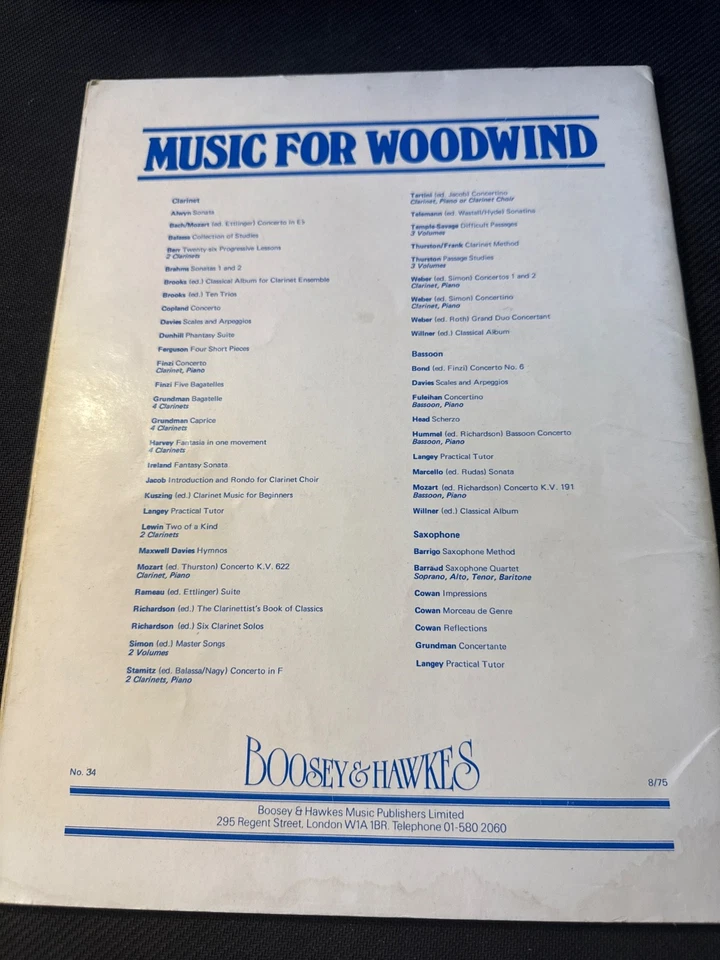 MUSIC FOR WOODWIND
Clarinet
Alwyn Sonata
Bach/Mozart (ed. Ettlinger) Concerto in E♭
Balassa Collection of Studies
Barr Twenty-six Progressive Lessons
2 Clarinets
Brahms Sonatas 1 and 2
Brooks (ed.) Classical Album for Clarinet Ensemble
Brooks (ed.) Ten Trios
Copland Concerto
Davies Scales and Arpeggios
Dunhill Phantasy Suite
Ferguson Four Short Pieces
Finzi Concerto
Clarinet, Piano
Finzi Five Bagatelles
Grundman Bagatelle
4 Clarinets
Grundman Caprice
4 Clarinets
Harvey Fantasia in one movement
4 Clarinets
Ireland Fantasy Sonata
Jacob Introduction and Rondo for Clarinet Choir
Kuszing (ed.) Clarinet Music for Beginners
Langey Practical Tutor
Lewin Two of a Kind
2 Clarinets
Maxwell Davies Hymnos
Mozart (ed. Thurston) Concerto K.V. 622
Clarinet, Piano
Rameau (ed. Ettlinger) Suite
Richardson (ed.) The Clarinettist's Book of Classics
Richardson (ed.) Six Clarinet Solos
Simon (ed.) Master Songs
2 Volumes
Stamitz (ed. Balassa/Nagy) Concerto in F
2 Clarinets, Piano
Tartini (ed. Jacob) Concertino
Clarinet, Piano or Clarinet Choir
Telemann (ed. Wastall/Hyde) Sonatina
Temple-Savage Difficult Passages
3 Volumes
Thurston/Frank Clarinet Method
Thurston Passage Studies
3 Volumes
Weber (ed. Simon) Concertos 1 and 2
Clarinet, Piano
Weber (ed. Simon) Concertino
Clarinet, Piano
Weber (ed. Roth) Grand Duo Concertant
Willner (ed.) Classical Album
Bassoon
Bond (ed. Finzi) Concerto No. 6
Davies Scales and Arpeggios
Fuleihan Concertino
Bassoon, Piano
Head Scherzo
Hummel (ed. Richardson) Bassoon Concerto
Bassoon, Piano
Langey Practical Tutor
Marcello (ed. Rudas) Sonata
Mozart (ed. Richardson) Concerto K.V. 191
Bassoon, Piano
Willner (ed.) Classical Album
Saxophone
Barrigo Saxophone Method
Barraud Saxophone Quartet
Soprano, Alto, Tenor, Baritone
Cowan Impressions
Cowan Morceau de Genre
Cowan Reflections
Grundman Concertante
Langey Practical Tutor
No. 34
BOOSEY & HAWKES
8/75
Boosey & Hawkes Music Publishers Limited
295 Regent Street, London W1A 1BR. Telephone 01-580 2060